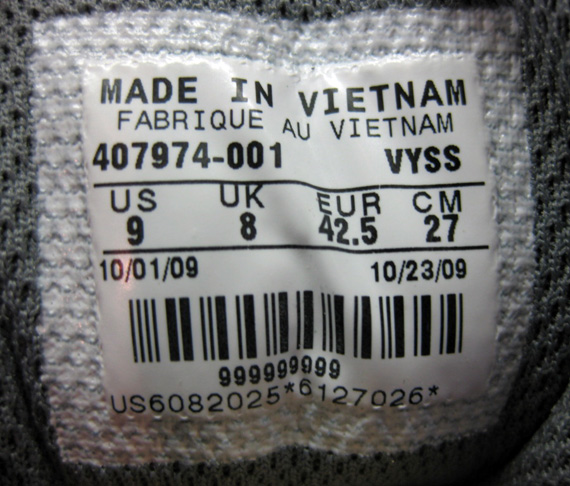 MADE IN VIETNAM
FABRIQUE AU VIETNAM
407974-001 VYSS
US UK EUR CM
9 8 42.5 27
10/01/09 10/23/09
999999999
US6082025*6127026*